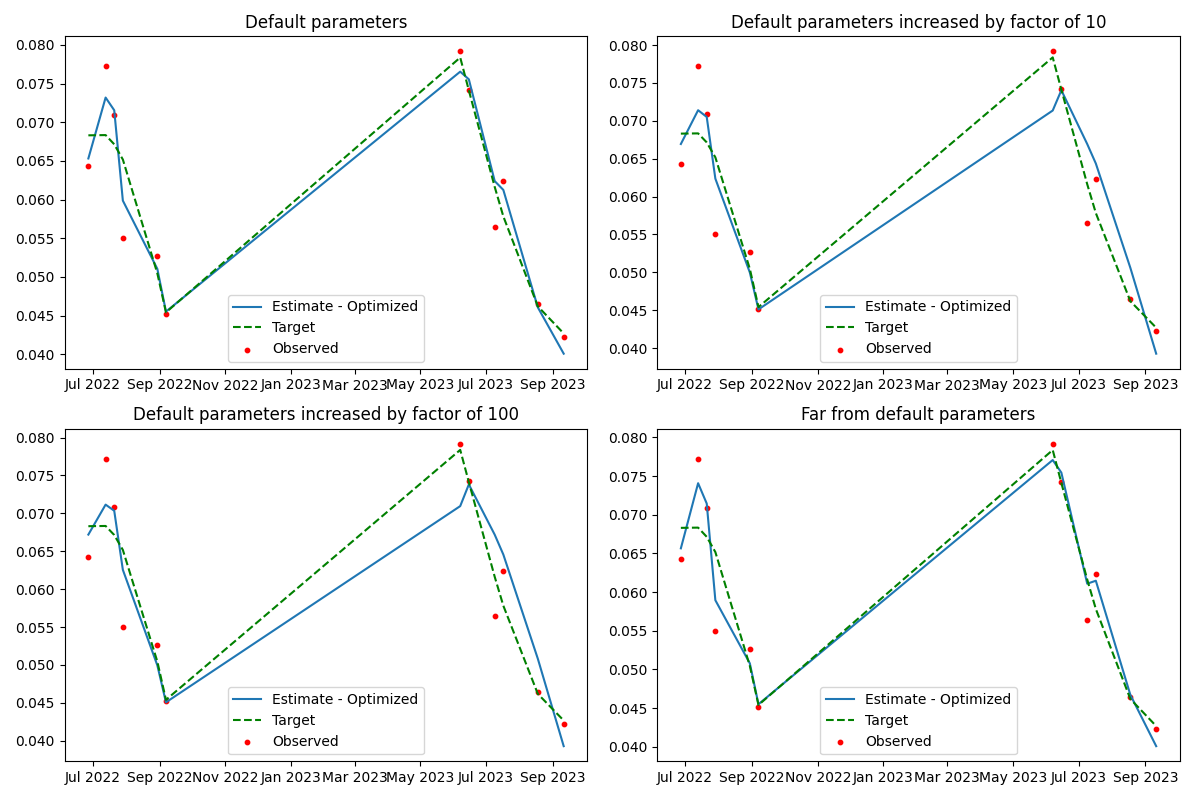 Default parameters
0.080
0.075
0.070
0.065
0.060
0.055
0.050
0.045
0.040
Estimate - Optimized
Target
Observed
Jul 2022 Sep 2022 Nov 2022 Jan 2023 Mar 2023 May 2023 Jul 2023 Sep 2023
Default parameters increased by factor of 10
0.080
0.075
0.070
0.065
0.060
0.055
0.050
0.045
0.040
Estimate - Optimized
Target
Observed
Jul 2022 Sep 2022 Nov 2022 Jan 2023 Mar 2023 May 2023 Jul 2023 Sep 2023
Default parameters increased by factor of 100
0.080
0.075
0.070
0.065
0.060
0.055
0.050
0.045
0.040
Estimate - Optimized
Target
Observed
Jul 2022 Sep 2022 Nov 2022 Jan 2023 Mar 2023 May 2023 Jul 2023 Sep 2023
Far from default parameters
0.080
0.075
0.070
0.065
0.060
0.055
0.050
0.045
0.040
Estimate - Optimized
Target
Observed
Jul 2022 Sep 2022 Nov 2022 Jan 2023 Mar 2023 May 2023 Jul 2023 Sep 2023